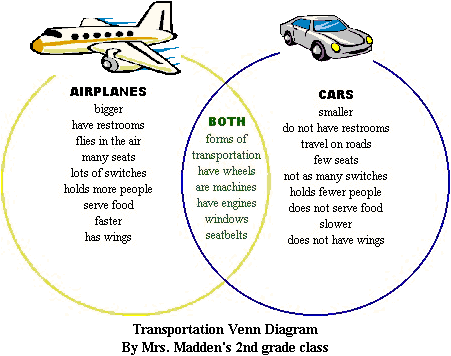 AIRPLANES
bigger
have restrooms
flies in the air
many seats
lots of switches
holds more people
serve food
faster
has wings
BOTH
forms of
transportation
have wheels
are machines
have engines
windows
seatbelts
CARS
smaller
do not have restrooms
travel on roads
few seats
not as many switches
holds fewer people
does not serve food
slower
does not have wings
Transportation Venn Diagram
By Mrs. Madden's 2nd grade class